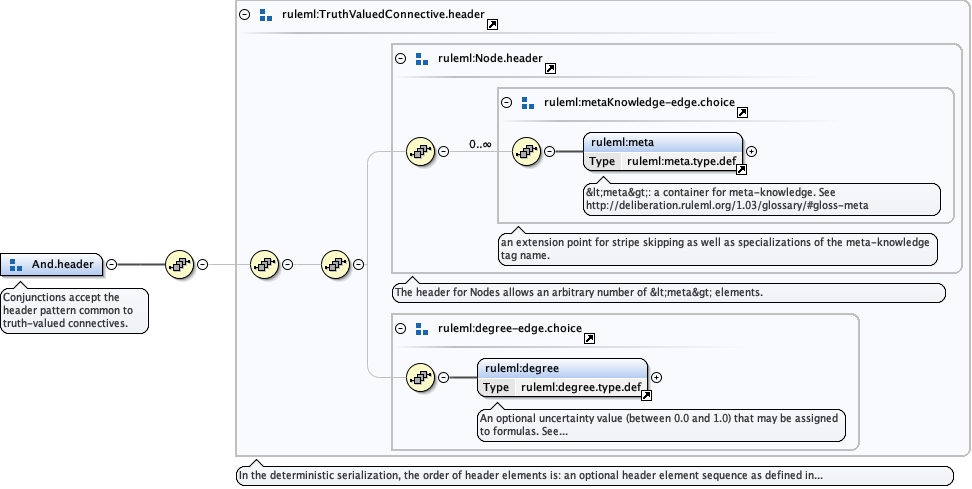 ruleml:TruthValuedConnective.header
ruleml:Node.header
ruleml:metaKnowledge-edge.choice
0..∞
ruleml:meta
Type ruleml:meta.type.def
&lt;meta&gt;: a container for meta-knowledge. See
http://deliberation.ruleml.org/1.03/glossary/#gloss-meta
an extension point for stripe skipping as well as specializations of the meta-knowledge
tag name.
And.header
Conjunctions accept the
header pattern common to
truth-valued connectives.
The header for Nodes allows an arbitrary number of &lt;meta&gt; elements.
ruleml:degree-edge.choice
ruleml:degree
Type ruleml:degree.type.def
An optional uncertainty value (between 0.0 and 1.0) that may be assigned
to formulas. See...
In the deterministic serialization, the order of header elements is: an optional header element sequence as defined in...